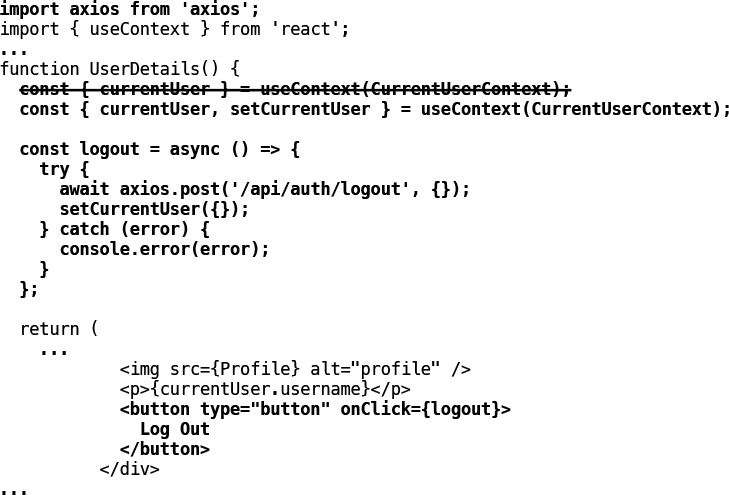 import axios from 'axios';
import { useContext } from 'react';
...
function UserDetails() {
  const { currentUser } = useContext(CurrentUserContext);
  const { currentUser, setCurrentUser } = useContext(CurrentUserContext);

  const logout = async () => {
    try {
      await axios.post('/api/auth/logout', {});
      setCurrentUser({});
    } catch (error) {
      console.error(error);
    }
  };

  return (
    ...
            <img src={Profile} alt="profile" />
            <p>{currentUser.username}</p>
            <button type="button" onClick={logout}>
              Log Out
            </button>
          </div>
...